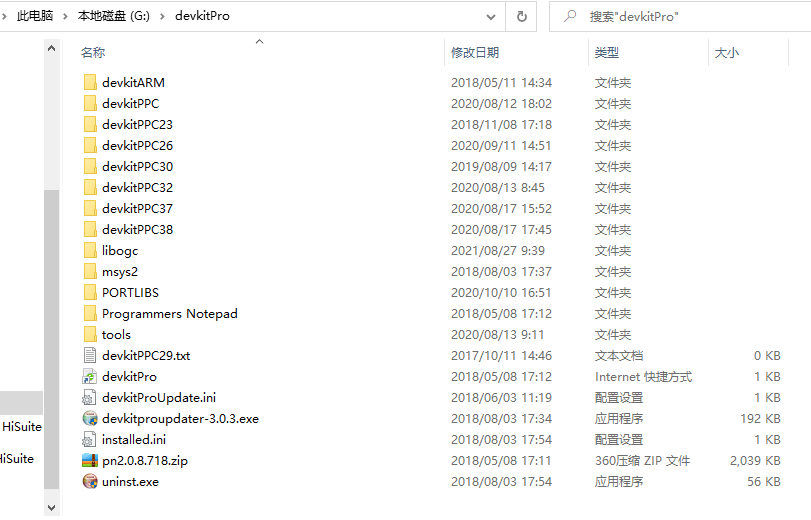 此电脑 › 本地磁盘 (G:) › devkitPro 搜索"devkitPro"
名称 修改日期 类型 大小
devkitARM 2018/05/11 14:34 文件夹
devkitPPC 2020/08/12 18:02 文件夹
devkitPPC23 2018/11/08 17:18 文件夹
devkitPPC26 2020/09/11 14:51 文件夹
devkitPPC30 2019/08/09 14:17 文件夹
devkitPPC32 2020/08/13 8:45 文件夹
devkitPPC37 2020/08/17 15:52 文件夹
devkitPPC38 2020/08/17 17:45 文件夹
libogc 2021/08/27 9:39 文件夹
msys2 2018/08/03 17:37 文件夹
PORTLIBS 2020/10/10 16:51 文件夹
Programmers Notepad 2018/05/08 17:12 文件夹
tools 2020/08/13 9:11 文件夹
devkitPPC29.txt 2017/10/11 14:46 文本文档 0 KB
devkitPro 2018/05/08 17:12 Internet 快捷方式 1 KB
devkitProUpdate.ini 2018/06/03 11:19 配置设置 1 KB
devkitproupdater-3.0.3.exe 2018/08/03 17:34 应用程序 192 KB
HiSuite
installed.ini 2018/08/03 17:54 配置设置 1 KB
HiSuite
pn2.0.8.718.zip 2018/05/08 17:11 360压缩 ZIP 文件 2,039 KB
uninst.exe 2018/08/03 17:54 应用程序 56 KB